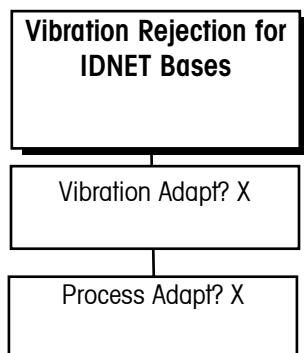 Vibration Rejection for
IDNET Bases
Vibration Adapt? X
Process Adapt? X